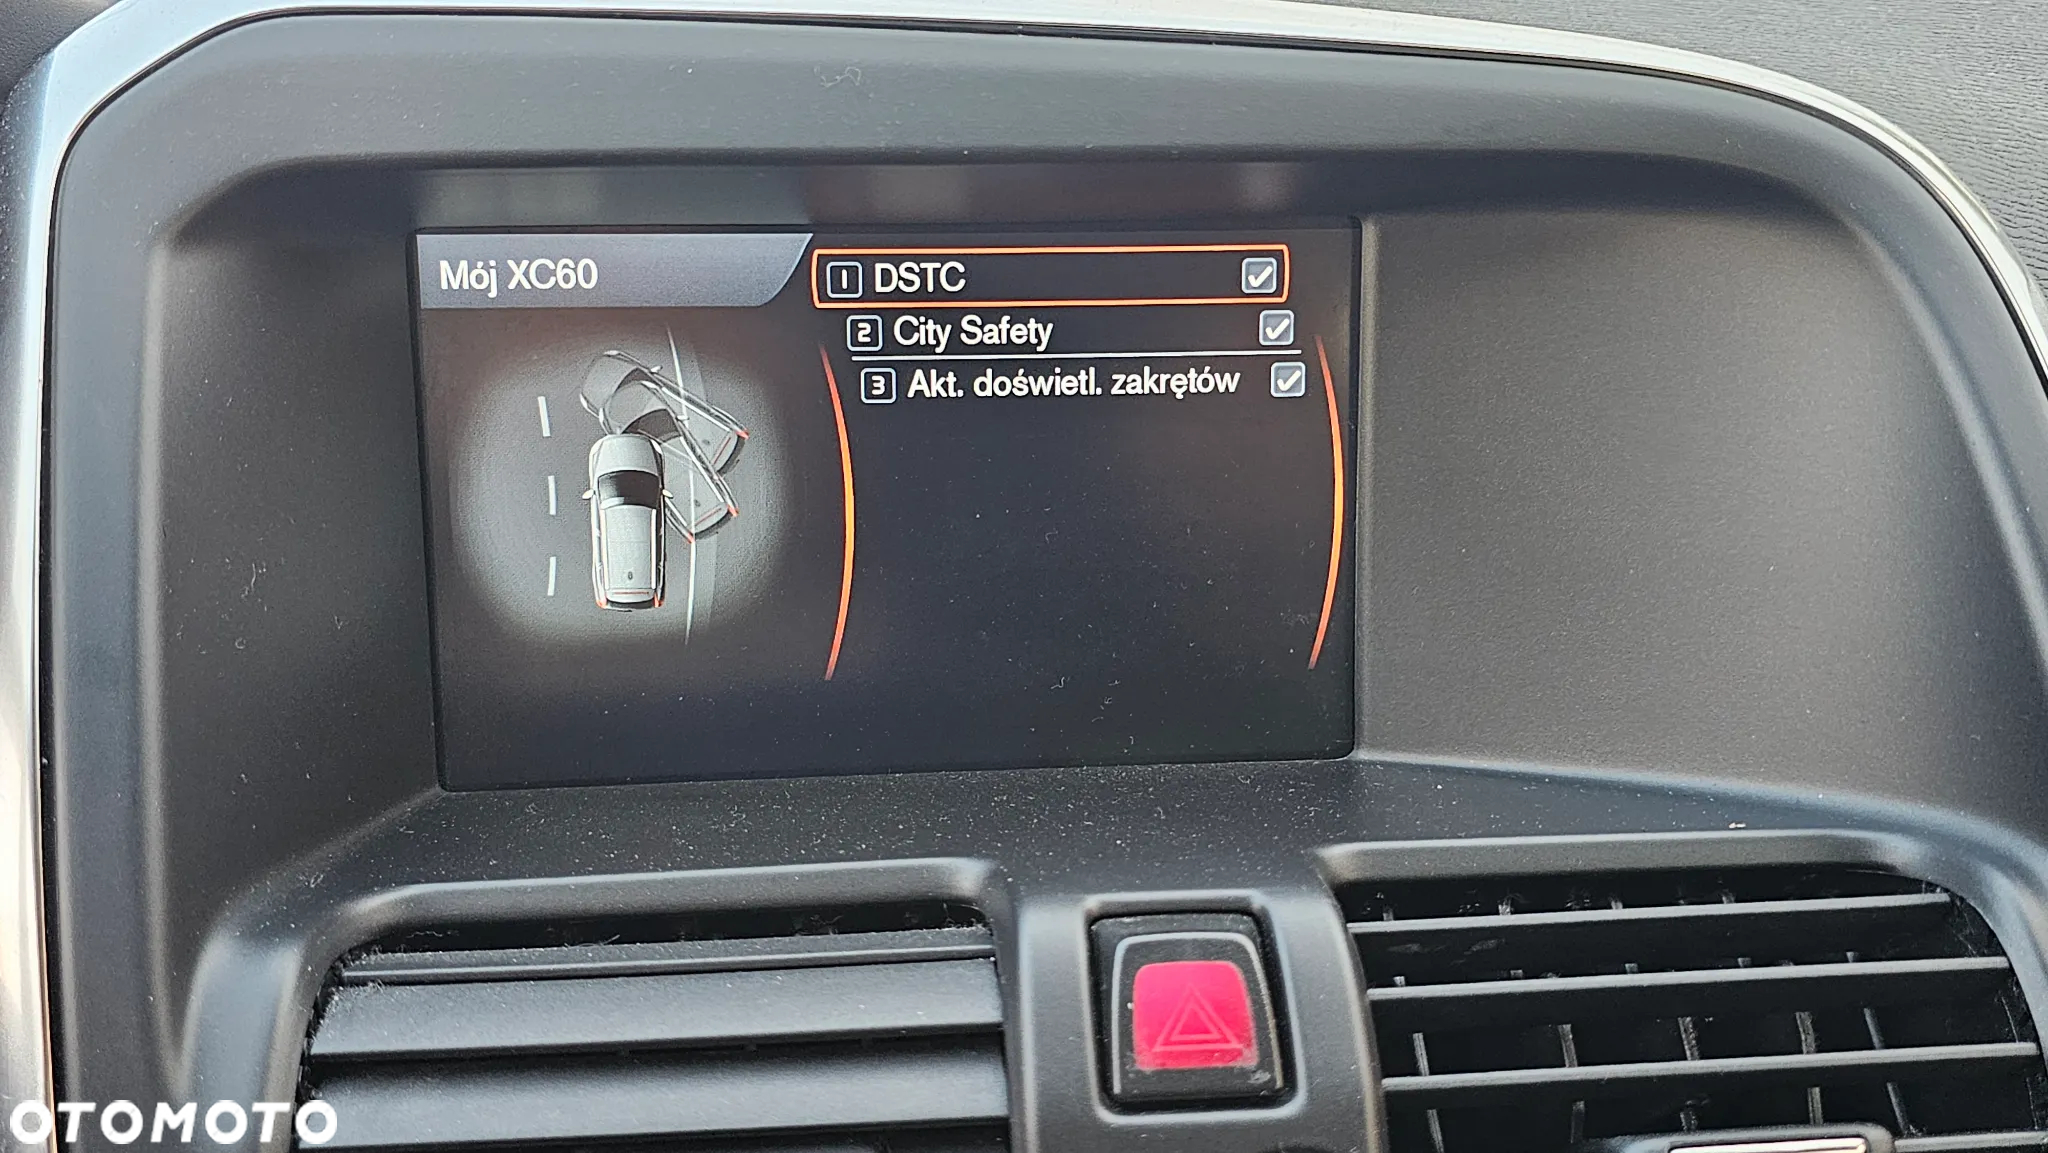 Mój XC60
1 DSTC
2 City Safety
3 Akt. doświetl. zakrętów
OTOMOTO